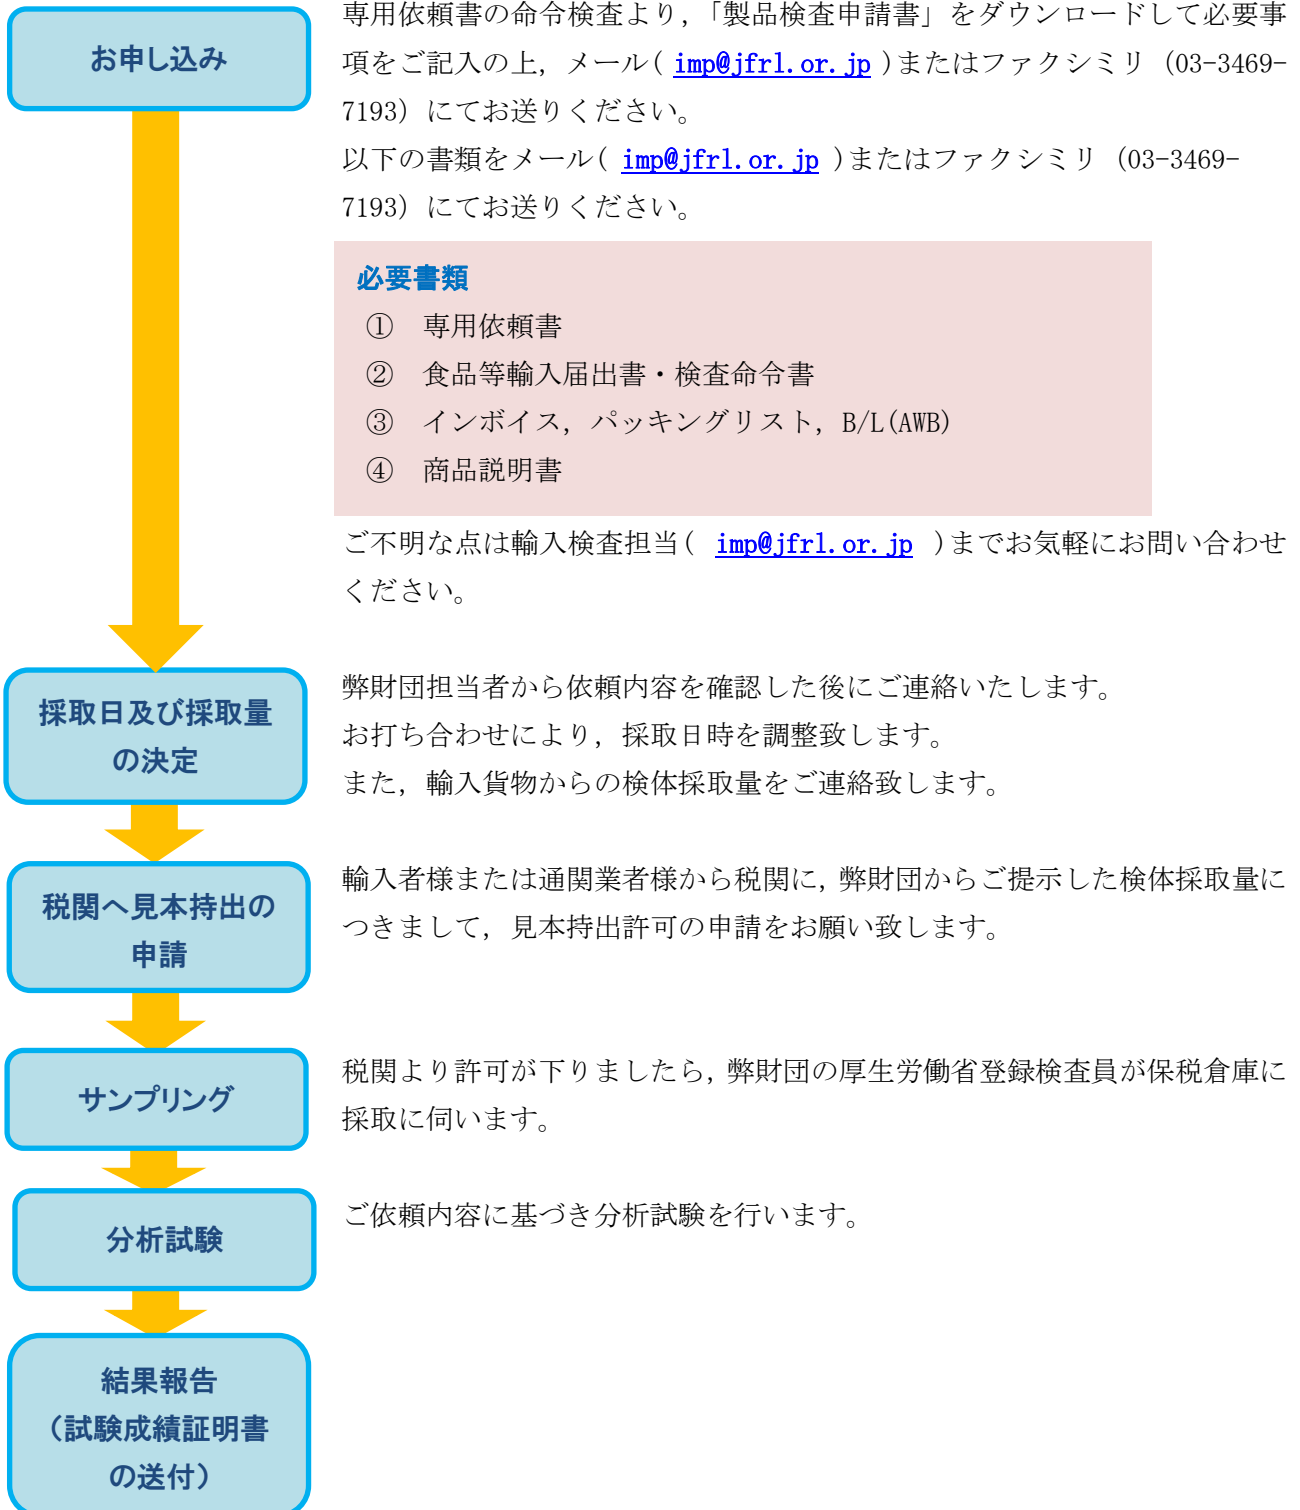 お申し込み
専用依頼書の命令検査より,「製品検査申請書」をダウンロードして必要事
項をご記入の上, メール( imp@jfrl.or.jp )またはファクシミリ (03-3469-
7193) にてお送りください。
以下の書類をメール( imp@jfrl.or.jp )またはファクシミリ (03-3469-
7193) にてお送りください。
必要書類
① 専用依頼書
② 食品等輸入届出書・検査命令書
③ インボイス, パッキングリスト, B/L(AWB)
④ 商品説明書
ご不明な点は輸入検査担当( imp@jfrl.or.jp )までお気軽にお問い合わせ
ください。
採取日及び採取量
の決定
弊財団担当者から依頼内容を確認した後にご連絡いたします。
お打ち合わせにより, 採取日時を調整致します。
また, 輸入貨物からの検体採取量をご連絡致します。
税関へ見本持出の
申請
輸入者様または通関業者様から税関に, 弊財団からご提示した検体採取量に
つきまして, 見本持出許可の申請をお願い致します。
サンプリング
税関より許可が下りましたら, 弊財団の厚生労働省登録検査員が保税倉庫に
採取に伺います。
分析試験
ご依頼内容に基づき分析試験を行います。
結果報告
(試験成績証明書
の送付)